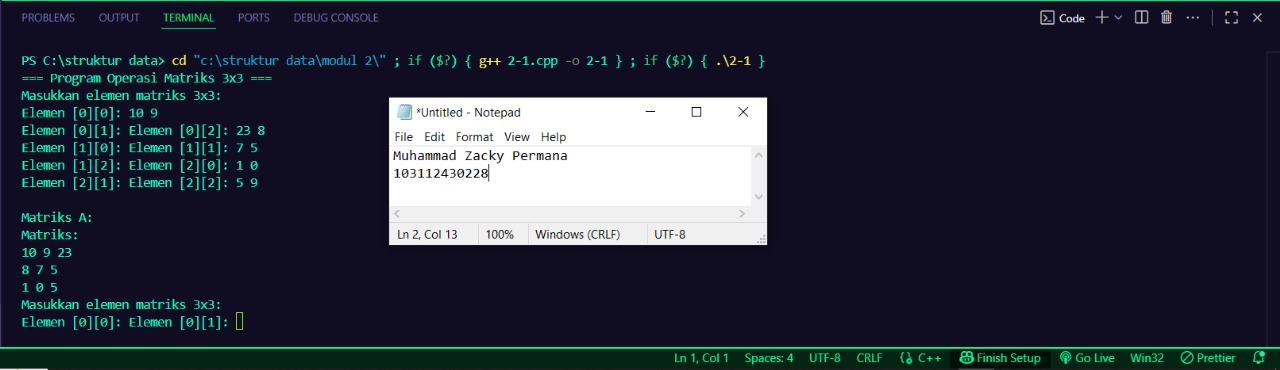 PROBLEMS OUTPUT TERMINAL PORTS DEBUG CONSOLE Code
PS C:\struktur data> cd "c:\struktur data\modul 2\" ; if ($?) { g++ 2-1.cpp -o 2-1 } ; if ($?) { .\2-1 }
=== Program Operasi Matriks 3x3 ===
Masukkan elemen matriks 3x3:
Elemen [0][0]: 10 9
Elemen [0][1]: Elemen [0][2]: 23 8
Elemen [1][0]: Elemen [1][1]: 7 5
Elemen [1][2]: Elemen [2][0]: 1 0
Elemen [2][1]: Elemen [2][2]: 5 9
Matriks A:
Matriks:
10 9 23
8 7 5
1 0 5
Masukkan elemen matriks 3x3:
Elemen [0][0]: Elemen [0][1]:
*Untitled - Notepad
File Edit Format View Help
Muhammad Zacky Permana
103112430228
Ln 2, Col 13 100% Windows (CRLF) UTF-8
Ln 1, Col 1 Spaces: 4 UTF-8 CRLF C++ Finish Setup Go Live Win32 Prettier